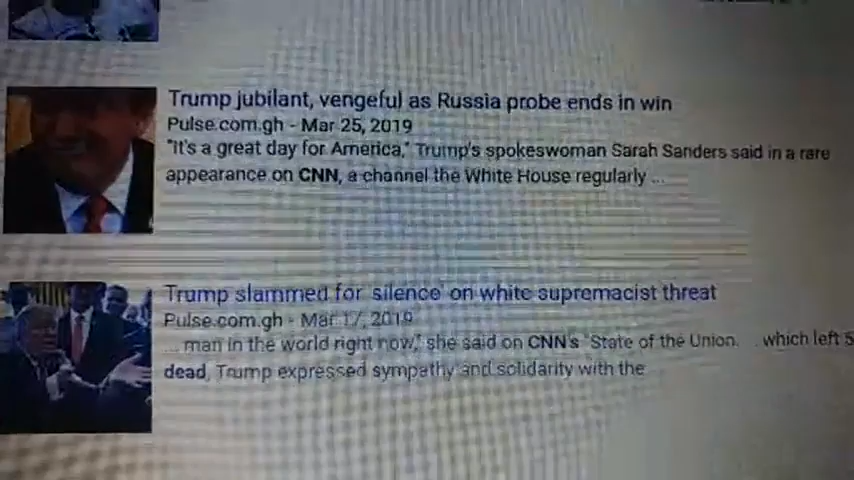 Trump jubilant, vengeful as Russia probe ends in win
Pulse.com.gh - Mar 25, 2019
"It's a great day for America," Trump's spokeswoman Sarah Sanders said in a rare
appearance on CNN, a channel the White House regularly ...
Trump slammed for 'silence' on white supremacist threat
Pulse.com.gh - Mar 17, 2019
... man in the world right now," she said on CNN's "State of the Union. ... which left 5
dead, Trump expressed sympathy and solidarity with the